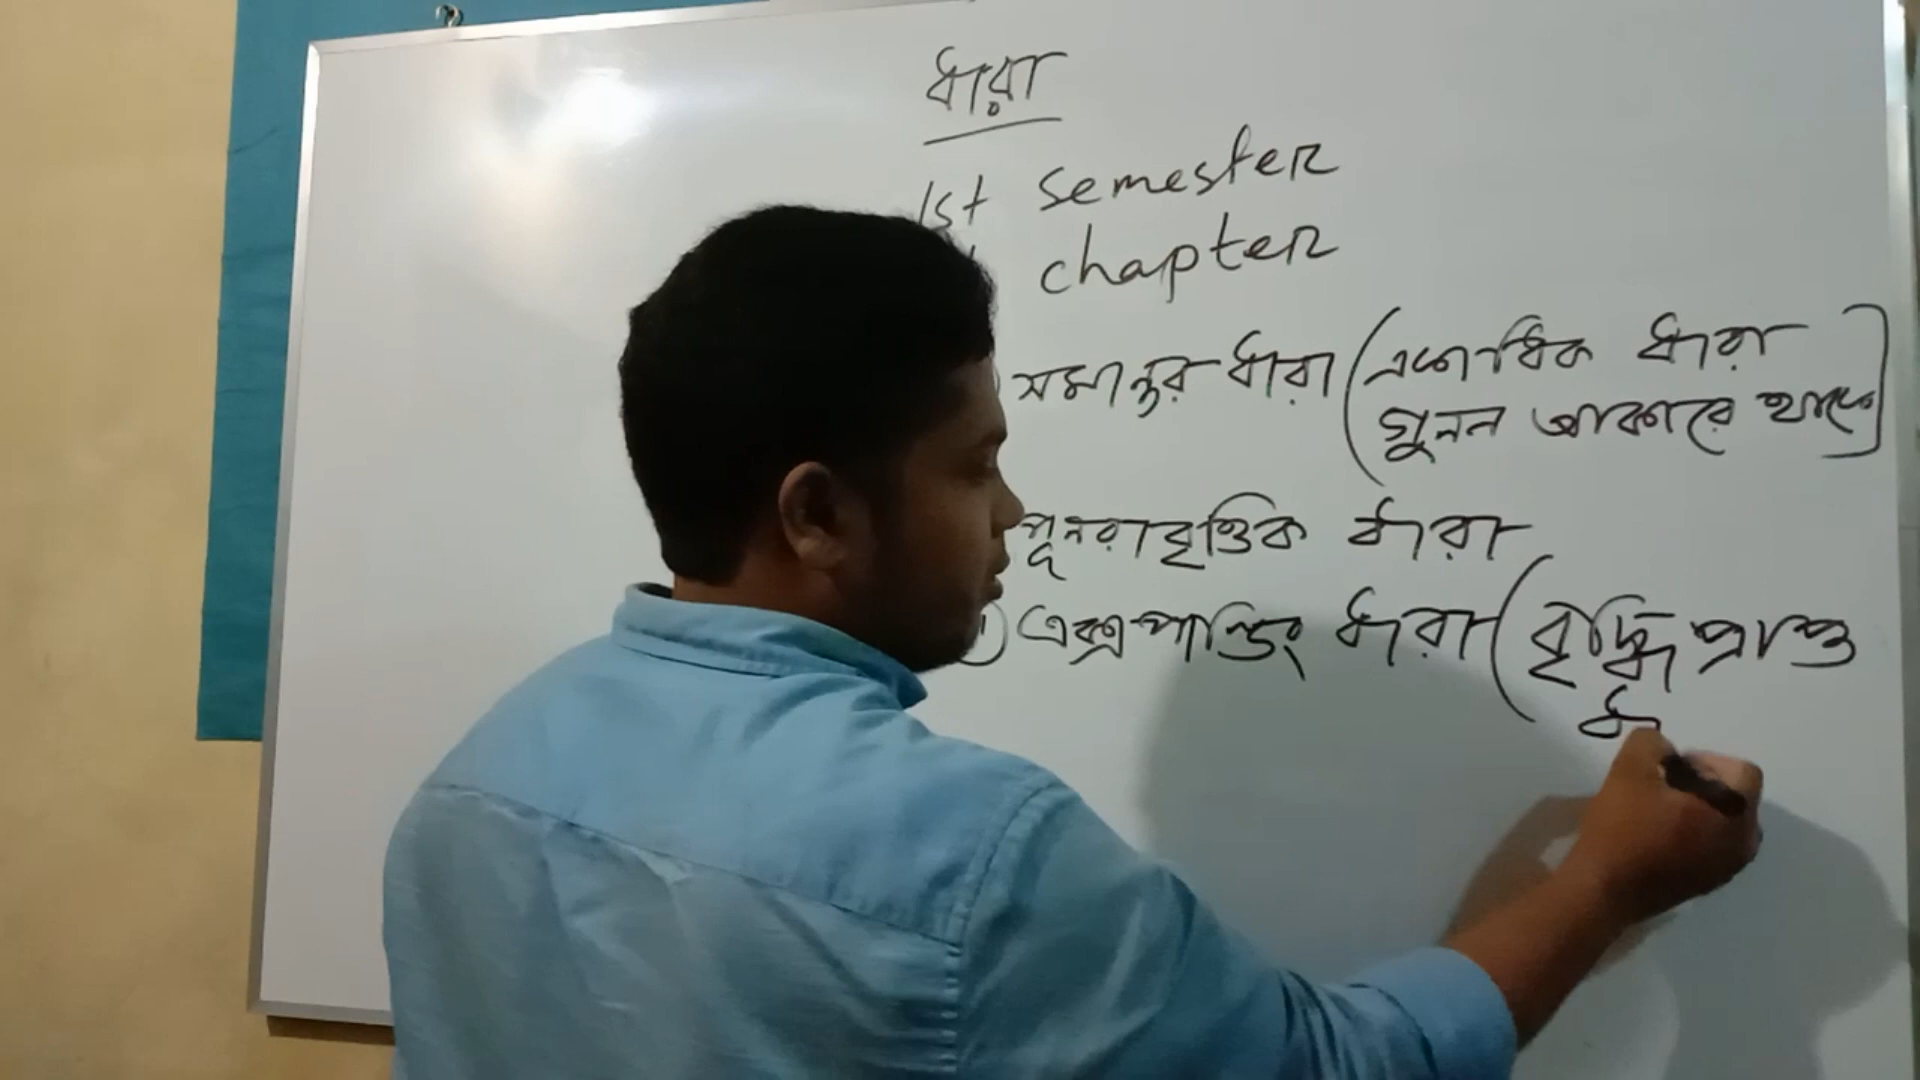 ধারা
1st semester
chapter
সমান্তর ধারা (একাধিক ধারা
গুনন আকারে থাকে)
পুনরাবৃত্তিক ধারা
এক্সপান্ডিং ধারা (বৃদ্ধি প্রাপ্ত